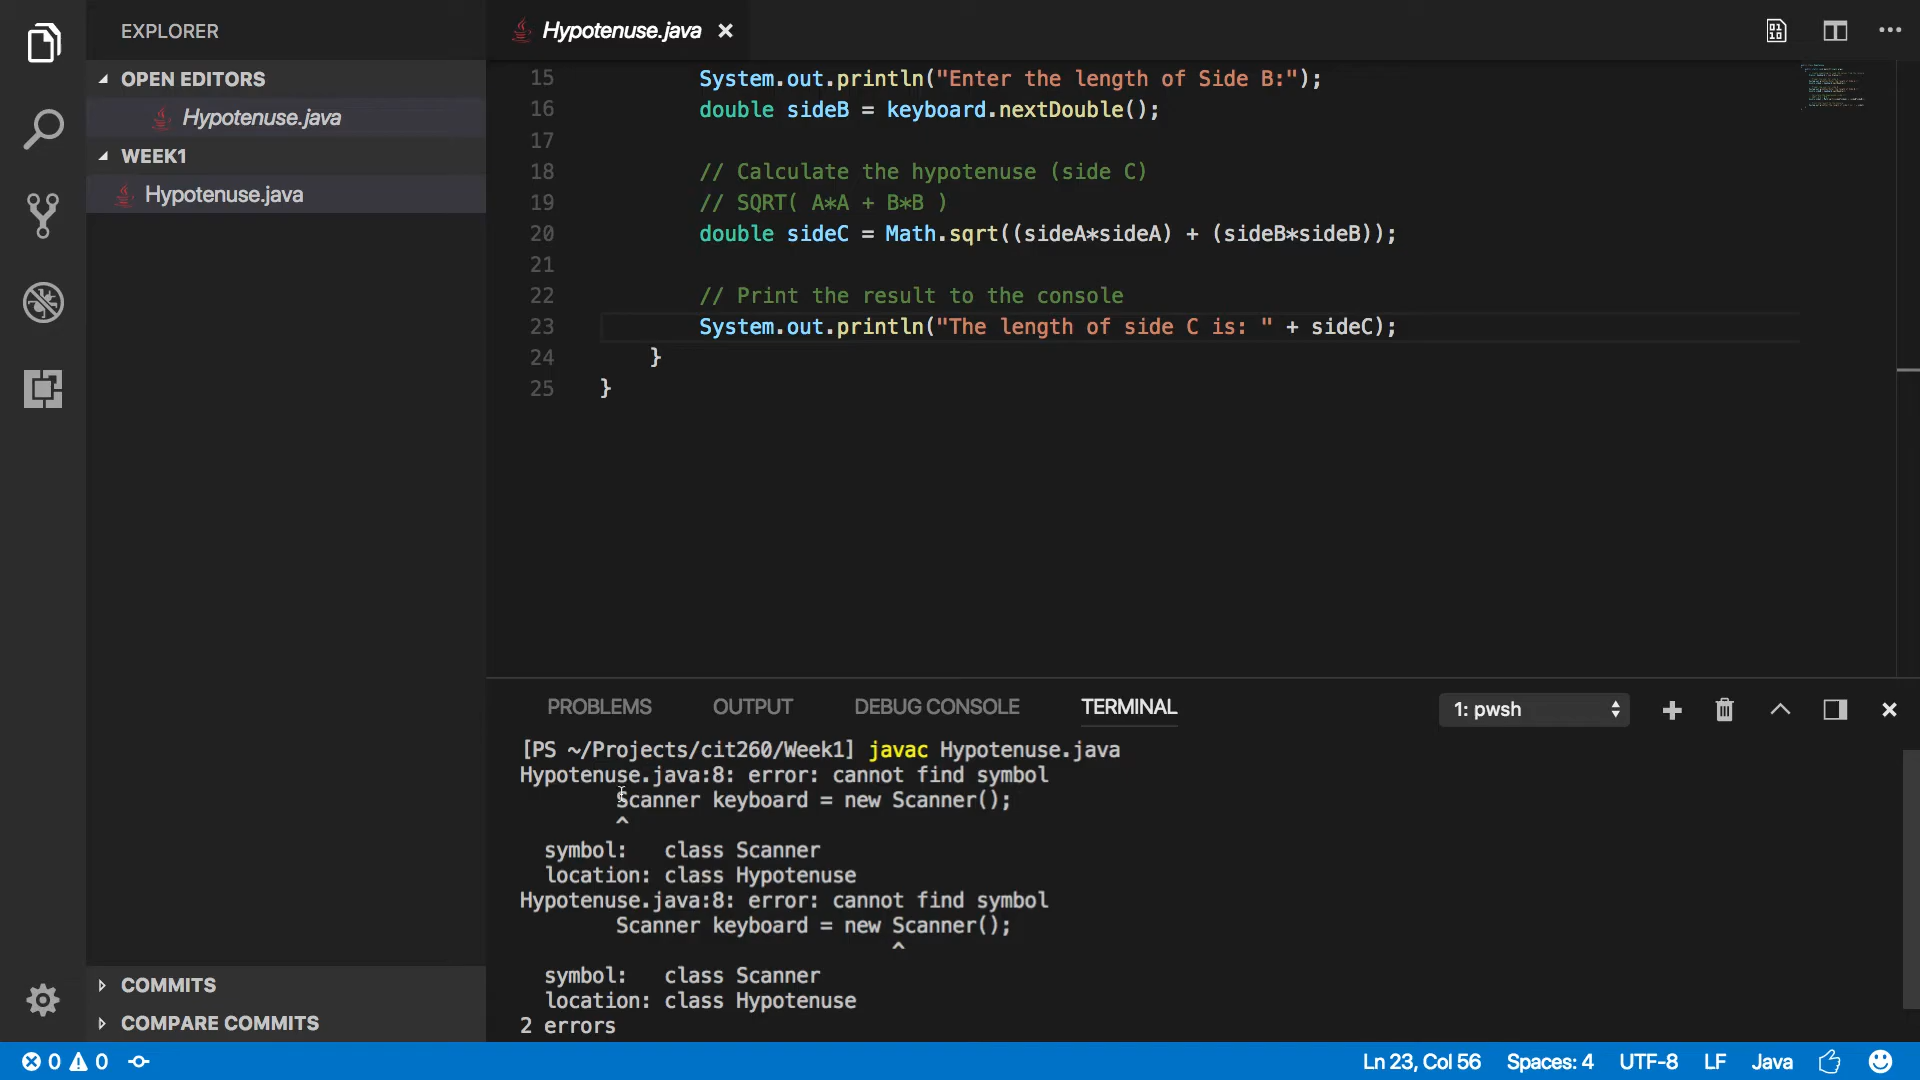 EXPLORER
OPEN EDITORS
Hypotenuse.java
WEEK1
Hypotenuse.java
COMMITS
COMPARE COMMITS
Hypotenuse.java
15 System.out.println("Enter the length of Side B:");
16 double sideB = keyboard.nextDouble();
17
18 // Calculate the hypotenuse (side C)
19 // SQRT( A*A + B*B )
20 double sideC = Math.sqrt((sideA*sideA) + (sideB*sideB));
21
22 // Print the result to the console
23 System.out.println("The length of side C is: " + sideC);
24 }
25 }
PROBLEMS OUTPUT DEBUG CONSOLE TERMINAL 1: pwsh
[PS ~/Projects/cit260/Week1] javac Hypotenuse.java
Hypotenuse.java:8: error: cannot find symbol
Scanner keyboard = new Scanner();
^
symbol: class Scanner
location: class Hypotenuse
Hypotenuse.java:8: error: cannot find symbol
Scanner keyboard = new Scanner();
^
symbol: class Scanner
location: class Hypotenuse
2 errors
0 0 Ln 23, Col 56 Spaces: 4 UTF-8 LF Java